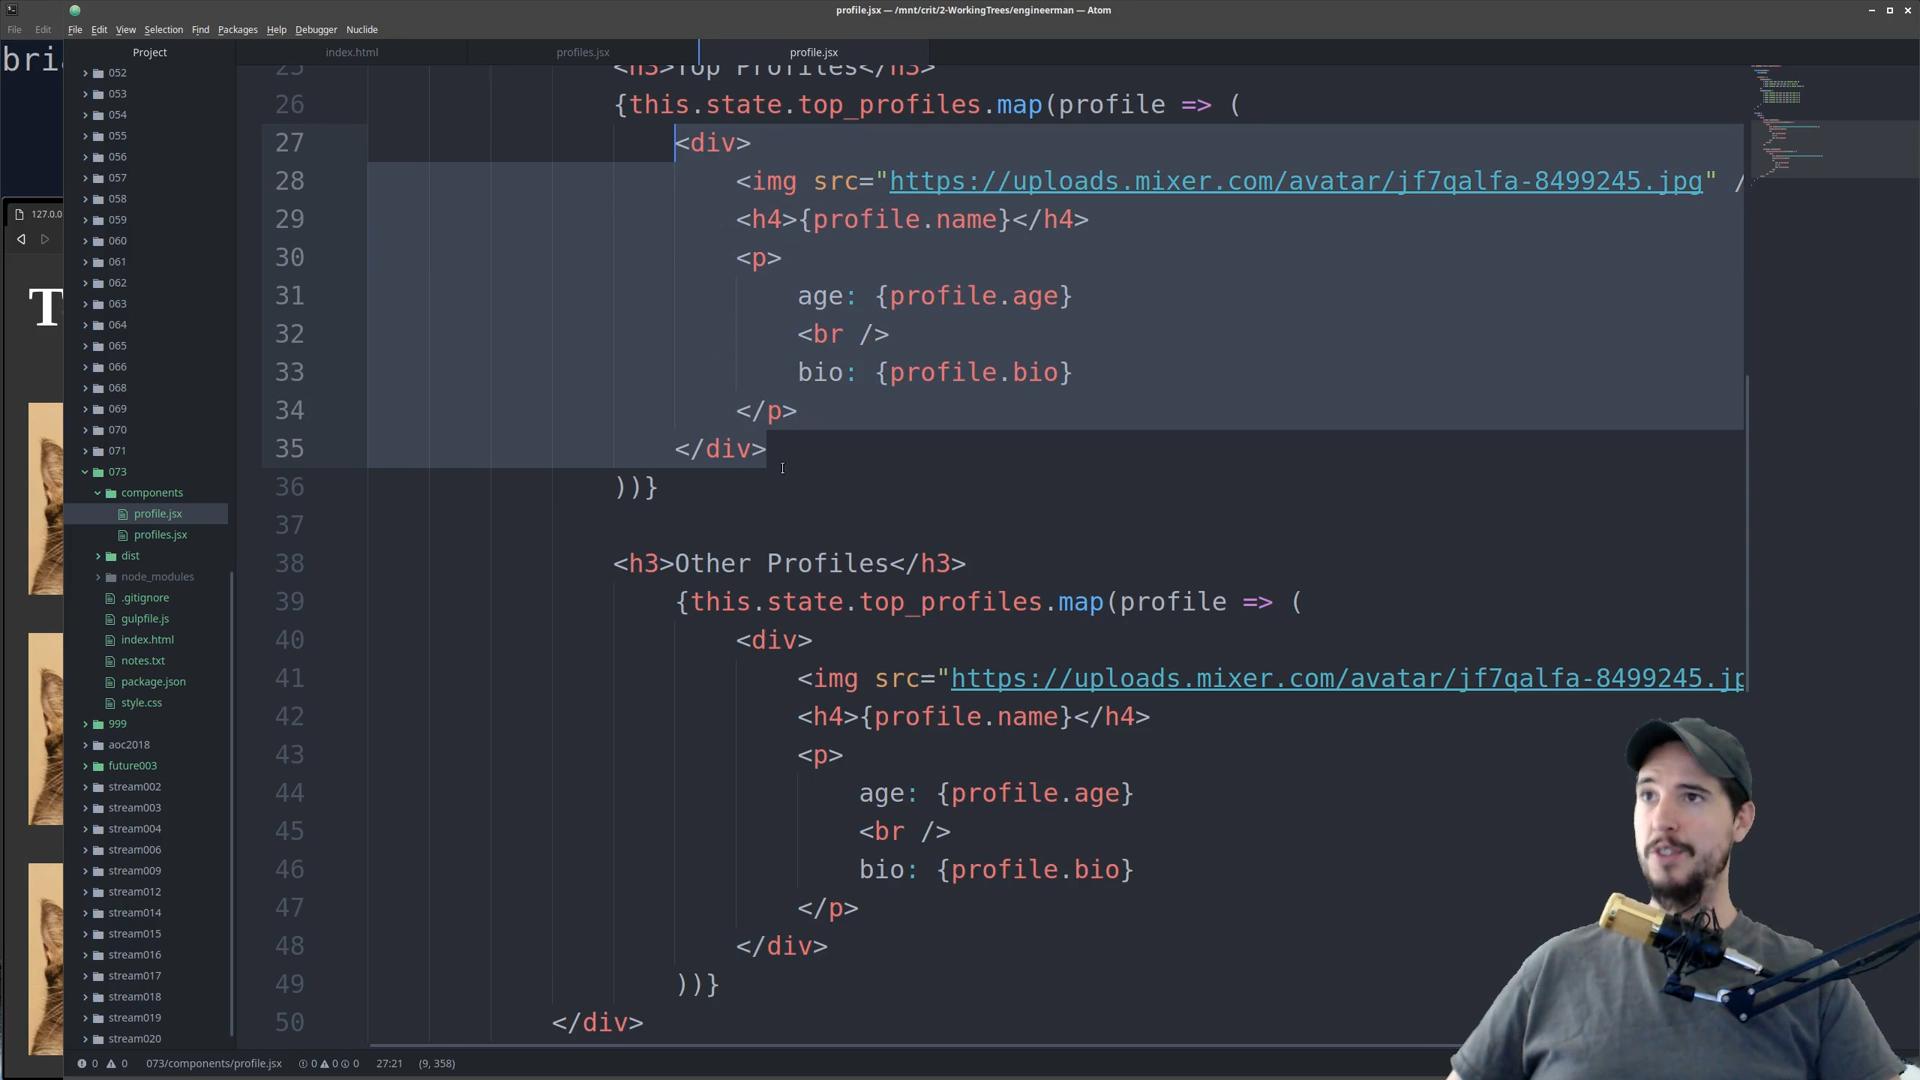 profile.jsx — /mnt/crit/2-WorkingTrees/engineerman — Atom
File Edit
File Edit View Selection Find Packages Help Debugger Nuclide
bri
127.0.0
T
Project
052
053
054
055
056
057
058
059
060
061
062
063
064
065
066
068
069
070
071
073
components
profile.jsx
profiles.jsx
dist
node_modules
.gitignore
gulpfile.js
index.html
notes.txt
package.json
style.css
999
aoc2018
future003
stream002
stream003
stream004
stream006
stream009
stream012
stream014
stream015
stream016
stream017
stream018
stream019
stream020
index.html profiles.jsx profile.jsx
25 <h3>Top Profiles</h3>
26 {this.state.top_profiles.map(profile => (
27 <div>
28 <img src="https://uploads.mixer.com/avatar/jf7qalfa-8499245.jpg" /
29 <h4>{profile.name}</h4>
30 <p>
31 age: {profile.age}
32 <br />
33 bio: {profile.bio}
34 </p>
35 </div>
36 ))}
37
38 <h3>Other Profiles</h3>
39 {this.state.top_profiles.map(profile => (
40 <div>
41 <img src="https://uploads.mixer.com/avatar/jf7qalfa-8499245.jp
42 <h4>{profile.name}</h4>
43 <p>
44 age: {profile.age}
45 <br />
46 bio: {profile.bio}
47 </p>
48 </div>
49 ))}
50 </div>
0 0 073/components/profile.jsx 0 0 0 27:21 (9, 358)